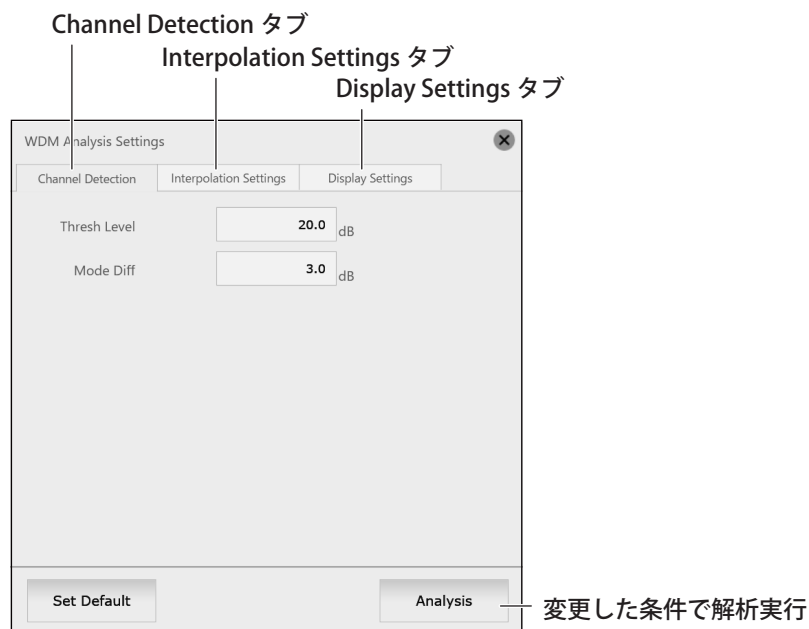 Channel Detection タブ
Interpolation Settings タブ
Display Settings タブ
WDM Analysis Settings
Channel Detection
Interpolation Settings
Display Settings
Thresh Level
20.0
dB
Mode Diff
3.0
dB
Set Default
Analysis
変更した条件で解析実行